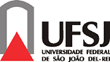 UFSJ
UNIVERSIDADE FEDERAL
DE SÃO JOÃO DEL-REI